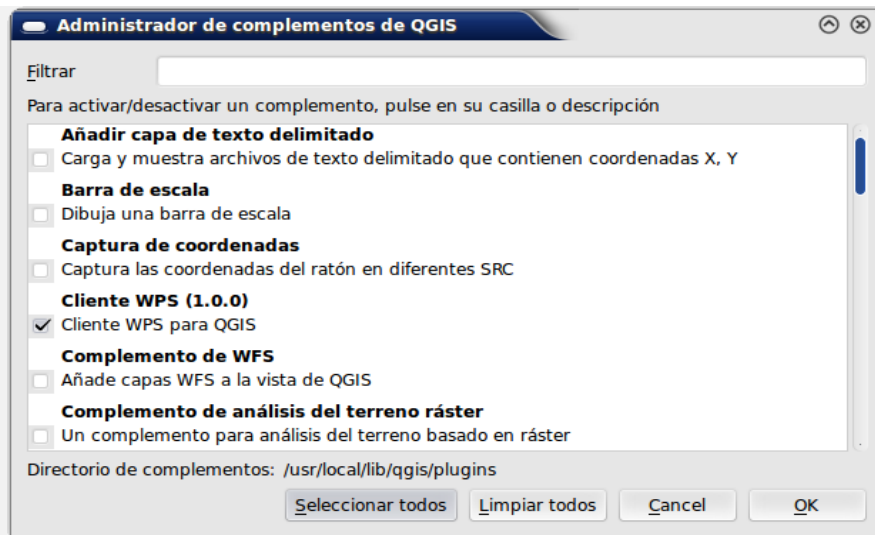 Administrador de complementos de QGIS
Filtrar
Para activar/desactivar un complemento, pulse en su casilla o descripción
Añadir capa de texto delimitado
Carga y muestra archivos de texto delimitado que contienen coordenadas X, Y
Barra de escala
Dibuja una barra de escala
Captura de coordenadas
Captura las coordenadas del ratón en diferentes SRC
Cliente WPS (1.0.0)
Cliente WPS para QGIS
Complemento de WFS
Añade capas WFS a la vista de QGIS
Complemento de análisis del terreno ráster
Un complemento para análisis del terreno basado en ráster
Directorio de complementos: /usr/local/lib/qgis/plugins
Seleccionar todos Limpiar todos Cancel OK